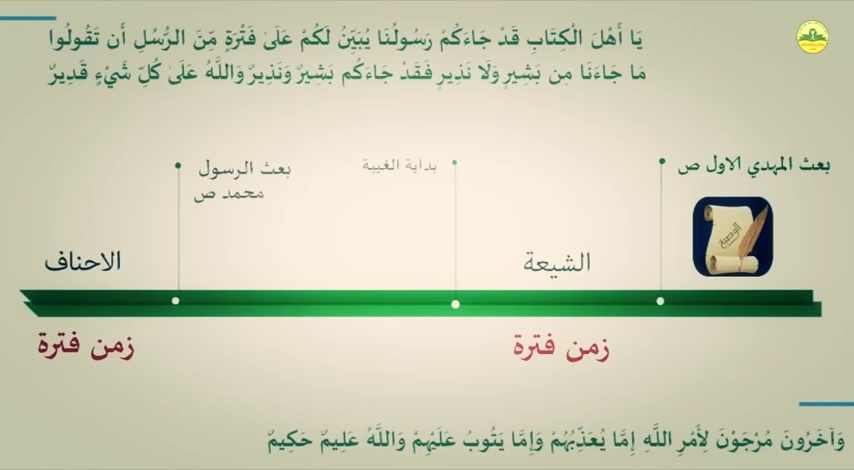 يَا أَهْلَ الْكِتَابِ قَدْ جَاءَكُمْ رَسُولُنَا يُبَيِّنُ لَكُمْ عَلَىٰ فَتْرَةٍ مِّنَ الرُّسُلِ أَن تَقُولُوا
مَا جَاءَنَا مِن بَشِيرٍ وَلَا نَذِيرٍ فَقَدْ جَاءَكُم بَشِيرٌ وَنَذِيرٌ وَاللَّهُ عَلَىٰ كُلِّ شَيْءٍ قَدِيرٌ
بعث المهدي الاول ص
بداية الغيبة
بعث الرسول
محمد ص
الوصية
الشيعة
الاحناف
زمن فترة
زمن فترة
وَآخَرُونَ مُرْجَوْنَ لِأَمْرِ اللَّهِ إِمَّا يُعَذِّبُهُمْ وَإِمَّا يَتُوبُ عَلَيْهِمْ وَاللَّهُ عَلِيمٌ حَكِيمٌ